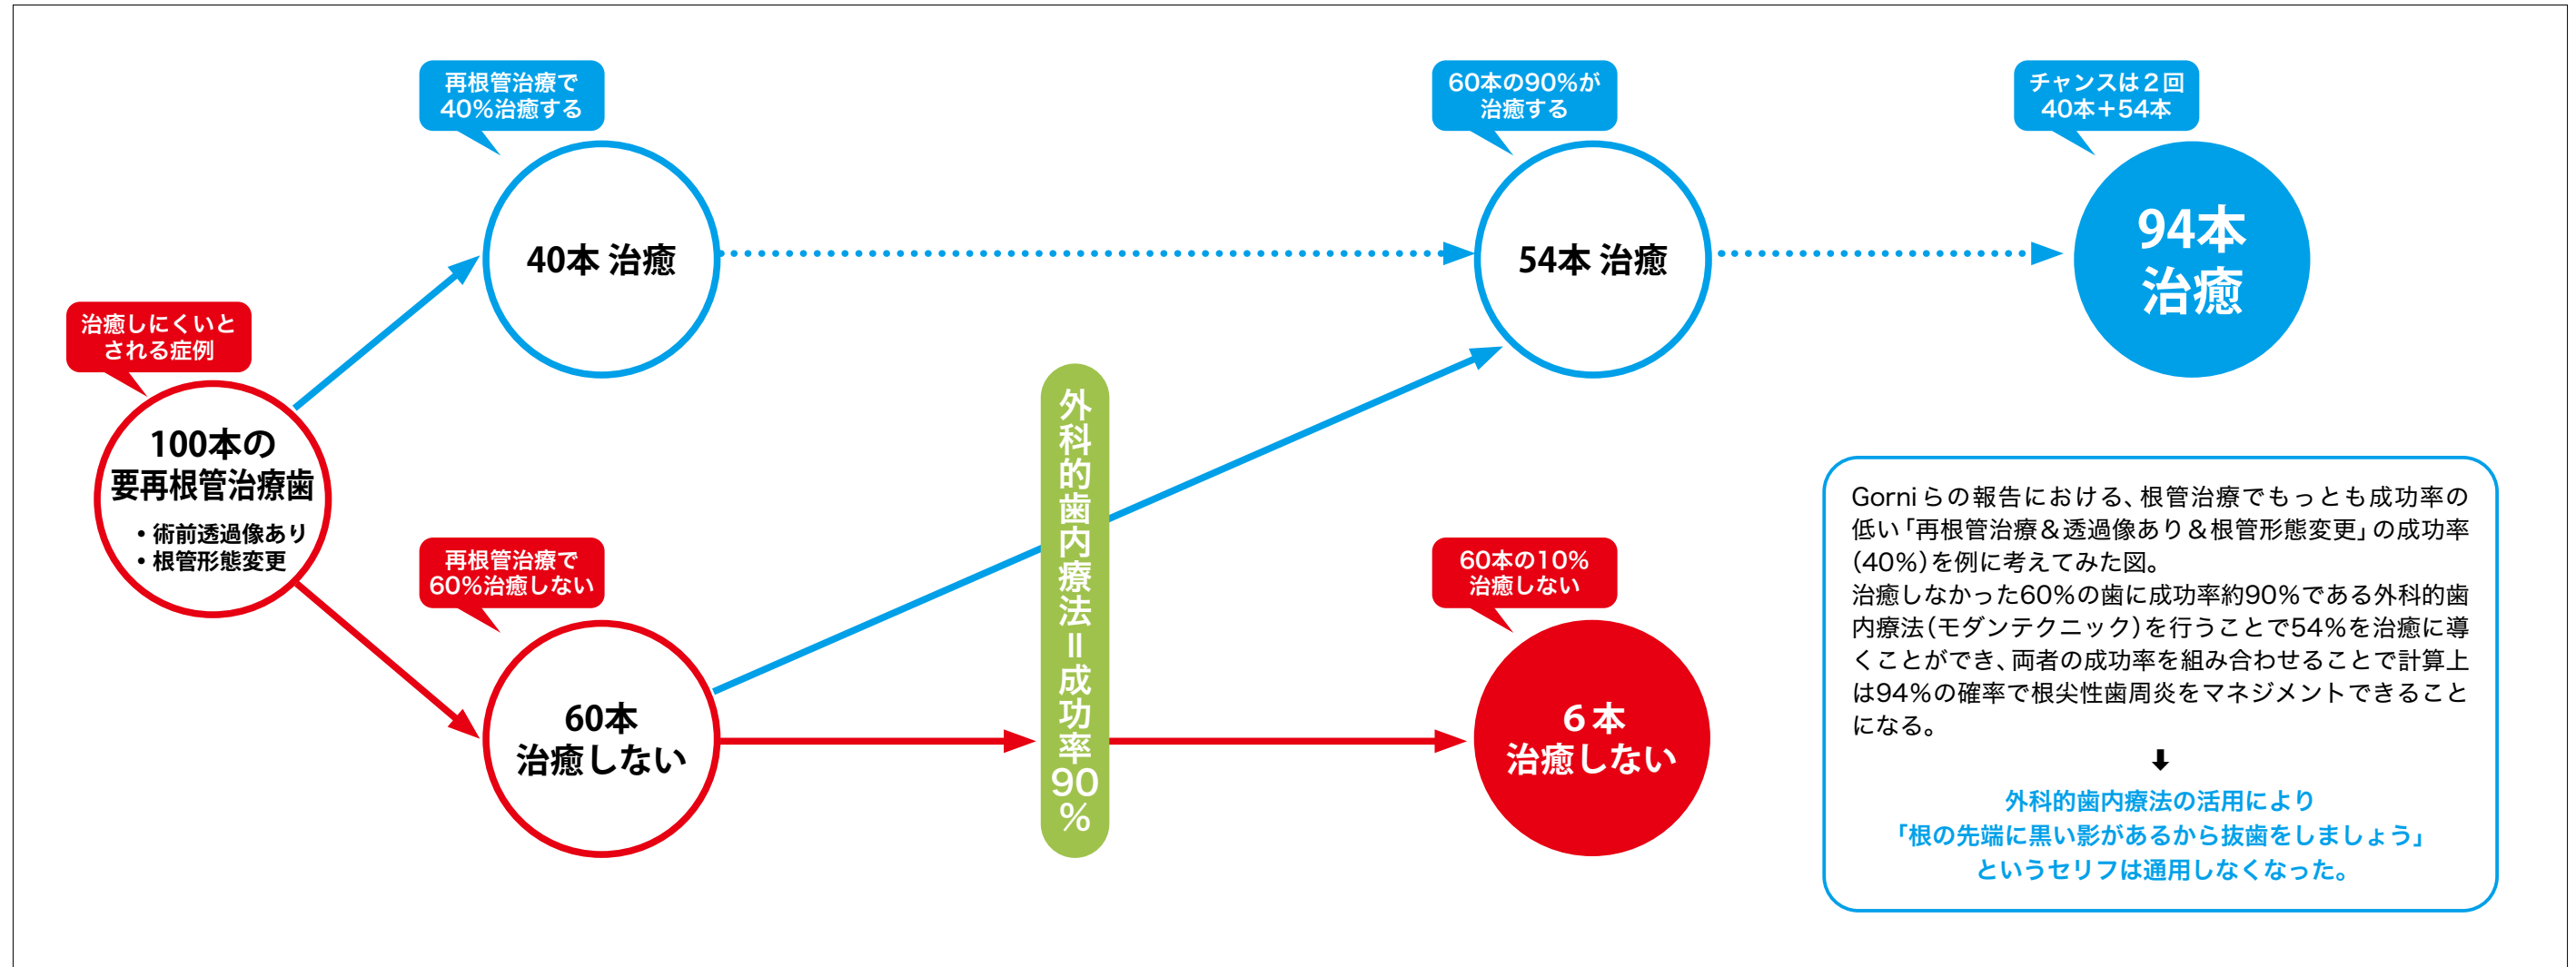 治癒しにくいと
される症例
100本の
要再根管治療歯
・術前透過像あり
・根管形態変更
再根管治療で
40%治癒する
40本 治癒
再根管治療で
60%治癒しない
60本
治癒しない
外科的歯内療法＝成功率90%
60本の90%が
治癒する
54本 治癒
60本の10%
治癒しない
６本
治癒しない
チャンスは２回
40本＋54本
94本
治癒
Gorniらの報告における、根管治療でもっとも成功率の
低い「再根管治療＆透過像あり＆根管形態変更」の成功率
（40%）を例に考えてみた図。
治癒しなかった60%の歯に成功率約90%である外科的歯
内療法（モダンテクニック）を行うことで54%を治癒に導
くことができ、両者の成功率を組み合わせることで計算上
は94%の確率で根尖性歯周炎をマネジメントできること
になる。
外科的歯内療法の活用により
「根の先端に黒い影があるから抜歯をしましょう」
というセリフは通用しなくなった。